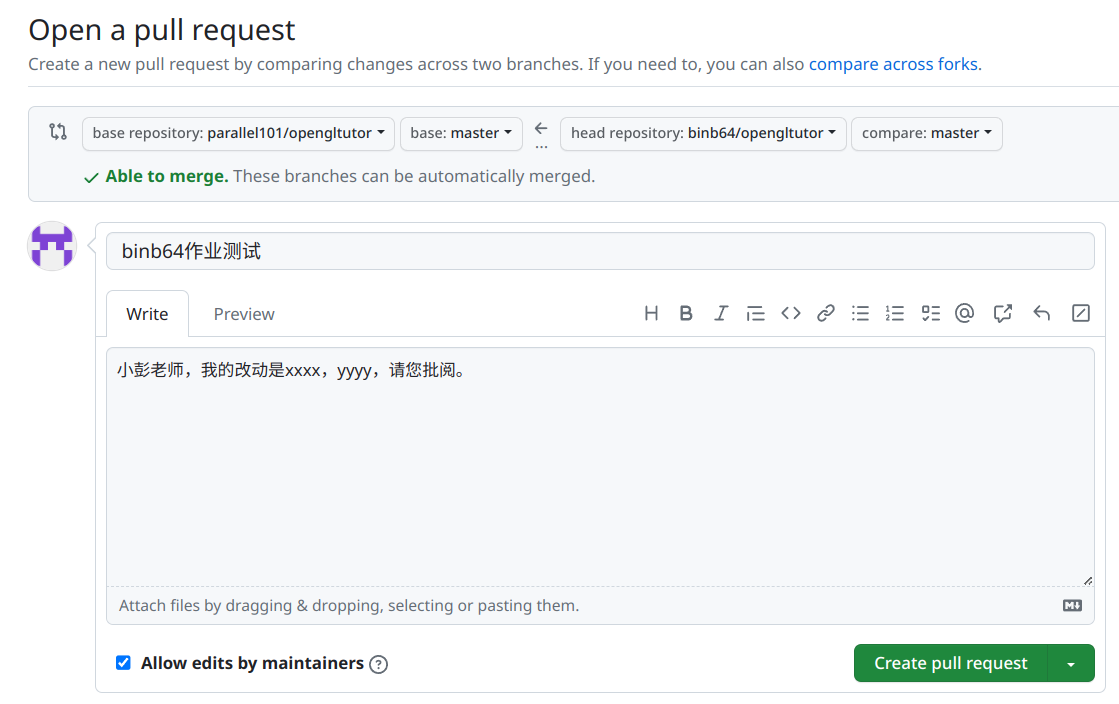 Open a pull request
Create a new pull request by comparing changes across two branches. If you need to, you can also compare across forks.
base repository: parallel101/opengltutor base: master ... head repository: binb64/opengltutor compare: master
Able to merge. These branches can be automatically merged.
binb64作业测试
Write Preview
小彭老师，我的改动是xxxx，yyyy，请您批阅。
Attach files by dragging & dropping, selecting or pasting them.
Allow edits by maintainers
Create pull request